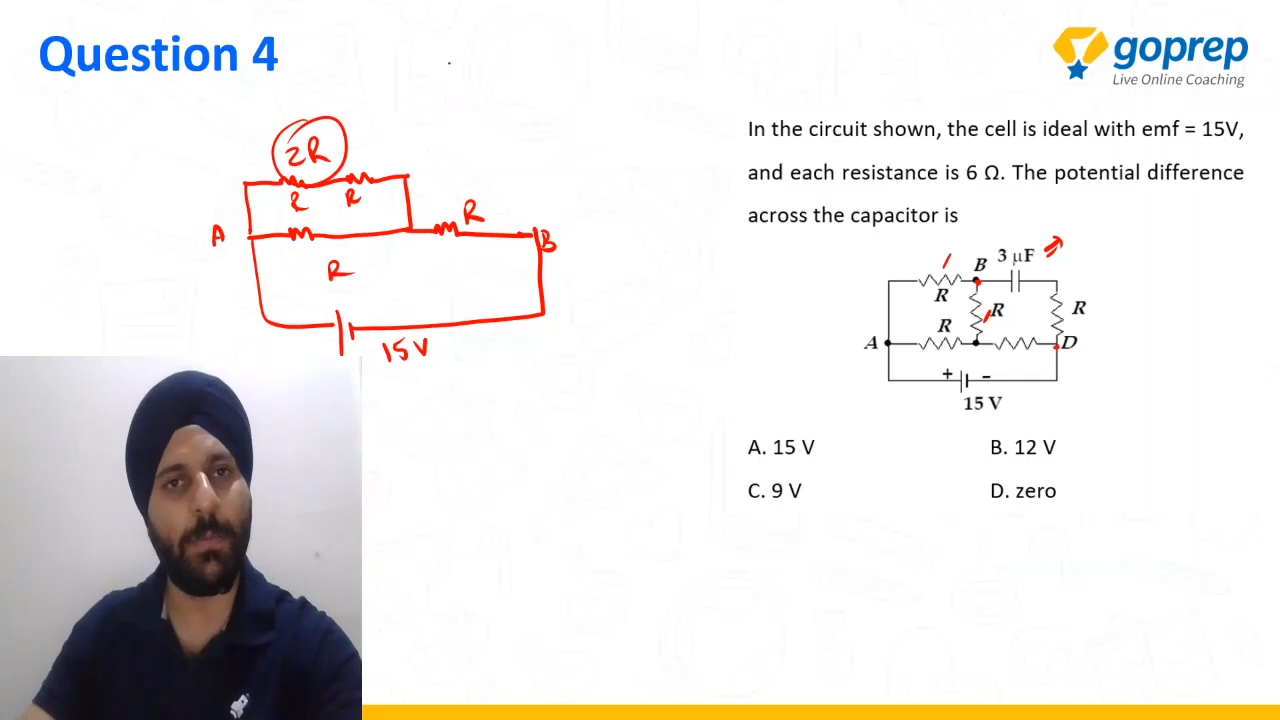 Question 4
goprep
Live Online Coaching
In the circuit shown, the cell is ideal with emf = 15V,
and each resistance is 6 Ω. The potential difference
across the capacitor is
2R
R R
A R B
R
15V
B 3 μF
R R
R
A R D
+ -
15 V
A. 15 V B. 12 V
C. 9 V D. zero